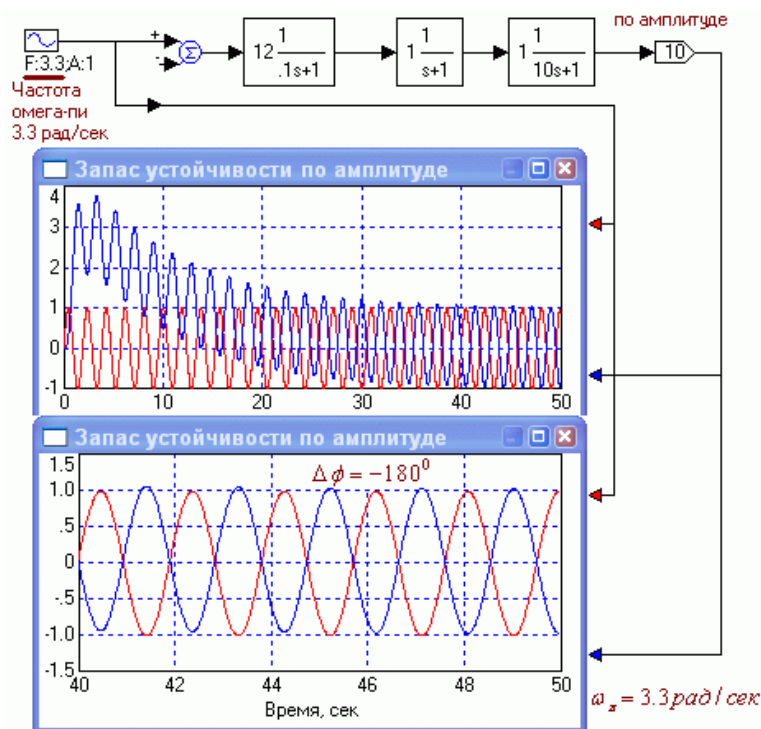 по амплитуде
+
-
Σ
F:3.3;A:1
12 1 .1s+1
1 1 s+1
1 1 10s+1
10
Частота
омега-пи
3.3 рад/сек
Запас устойчивости по амплитуде
4
3
2
1
0
-1
0 10 20 30 40 50
Запас устойчивости по амплитуде
Δϕ = −180⁰
1.5
1.0
.5
0
-.5
-1.0
-1.5
40 42 44 46 48 50
Время, сек
ω = 3.3рад/сек